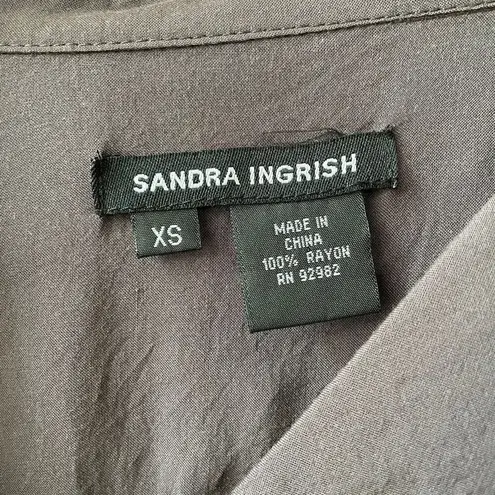 SANDRA INGRISH
XS
MADE IN
CHINA
100% RAYON
RN 92982